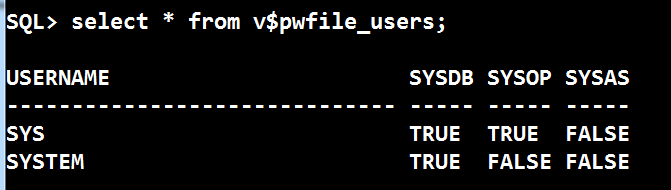 SQL> select * from v$pwfile_users;
USERNAME                       SYSDB SYSOP SYSAS
------------------------------ ----- ----- -----
SYS                            TRUE  TRUE  FALSE
SYSTEM                         TRUE  FALSE FALSE